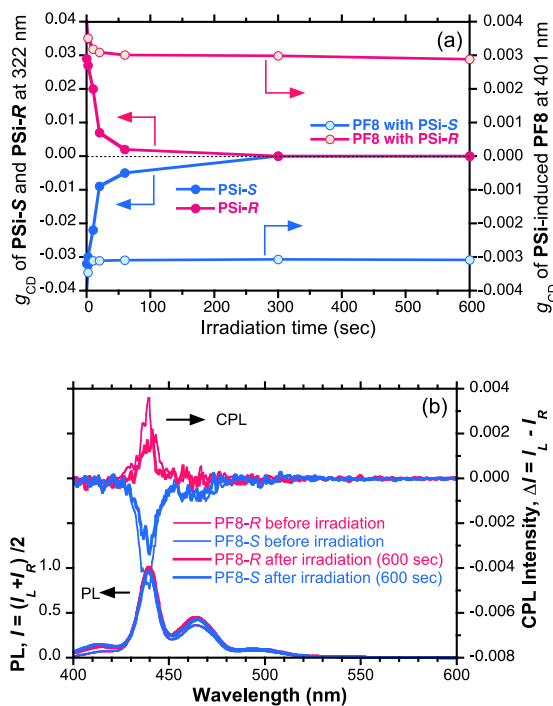 g_CD of PSi-S and PSi-R at 322 nm
0.04
0.03
0.02
0.01
0.00
-0.01
-0.02
-0.03
-0.04
(a)
PF8 with PSi-S
PF8 with PSi-R
PSi-S
PSi-R
0.004
0.003
0.002
0.001
0.000
-0.001
-0.002
-0.003
-0.004
g_CD of PSi-induced PF8 at 401 nm
0 100 200 300 400 500 600
Irradiation time (sec)
PL, I = (I_L+I_R) /2
1.0
0.5
0.0
(b)
CPL
PF8-R before irradiation
PF8-S before irradiation
PF8-R after irradiation (600 sec)
PF8-S after irradiation (600 sec)
PL
0.004
0.002
0.000
-0.002
-0.004
-0.006
-0.008
CPL Intensity, ΔI = I_L - I_R
400 450 500 550 600
Wavelength (nm)